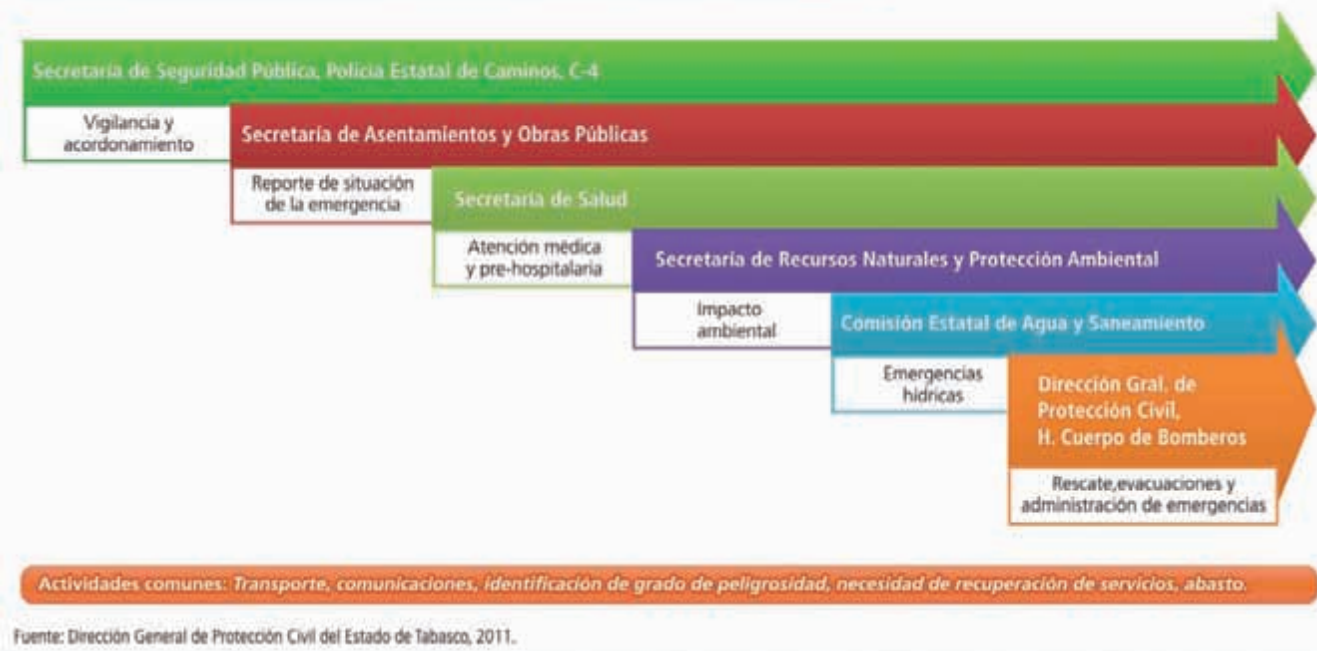 Secretaría de Seguridad Pública, Policía Estatal de Caminos, C-4
Vigilancia y
acordonamiento
Secretaría de Asentamientos y Obras Públicas
Reporte de situación
de la emergencia
Secretaría de Salud
Atención médica
y pre-hospitalaria
Secretaría de Recursos Naturales y Protección Ambiental
Impacto
ambiental
Comisión Estatal de Agua y Saneamiento
Emergencias
hídricas
Dirección Gral. de
Protección Civil,
H. Cuerpo de Bomberos
Rescate,evacuaciones y
administración de emergencias
Actividades comunes: Transporte, comunicaciones, identificación de grado de peligrosidad, necesidad de recuperación de servicios, abasto.
Fuente: Dirección General de Protección Civil del Estado de Tabasco, 2011.